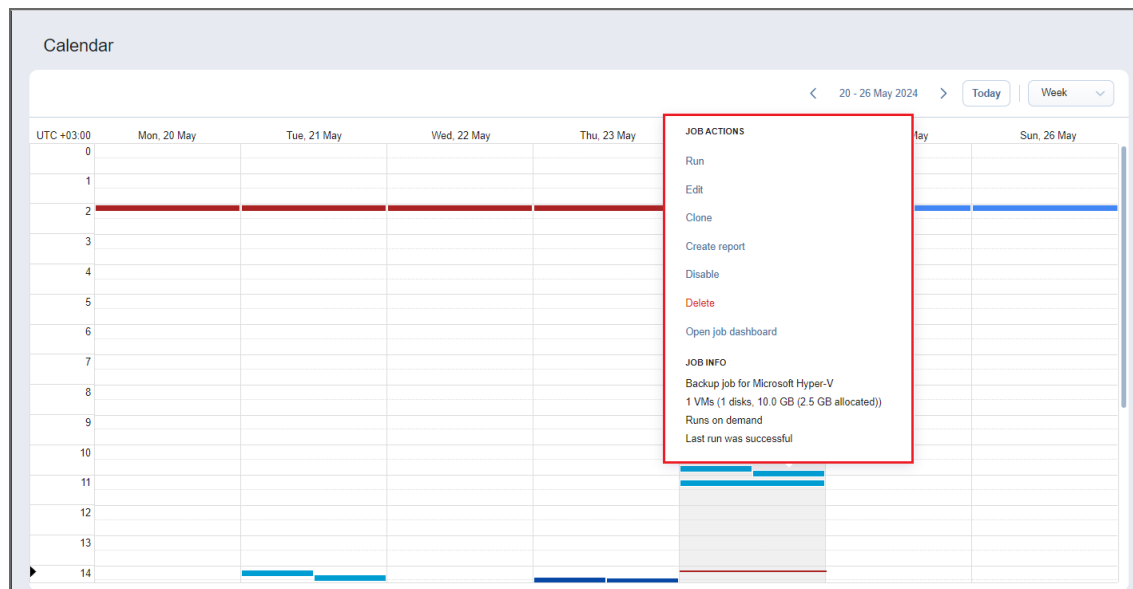 Calendar
20 - 26 May 2024 Today Week
UTC +03:00 Mon, 20 May Tue, 21 May Wed, 22 May Thu, 23 May May Sun, 26 May
0
1
2
3
4
5
6
7
8
9
10
11
12
13
14
JOB ACTIONS
Run
Edit
Clone
Create report
Disable
Delete
Open job dashboard
JOB INFO
Backup job for Microsoft Hyper-V
1 VMs (1 disks, 10.0 GB (2.5 GB allocated))
Runs on demand
Last run was successful